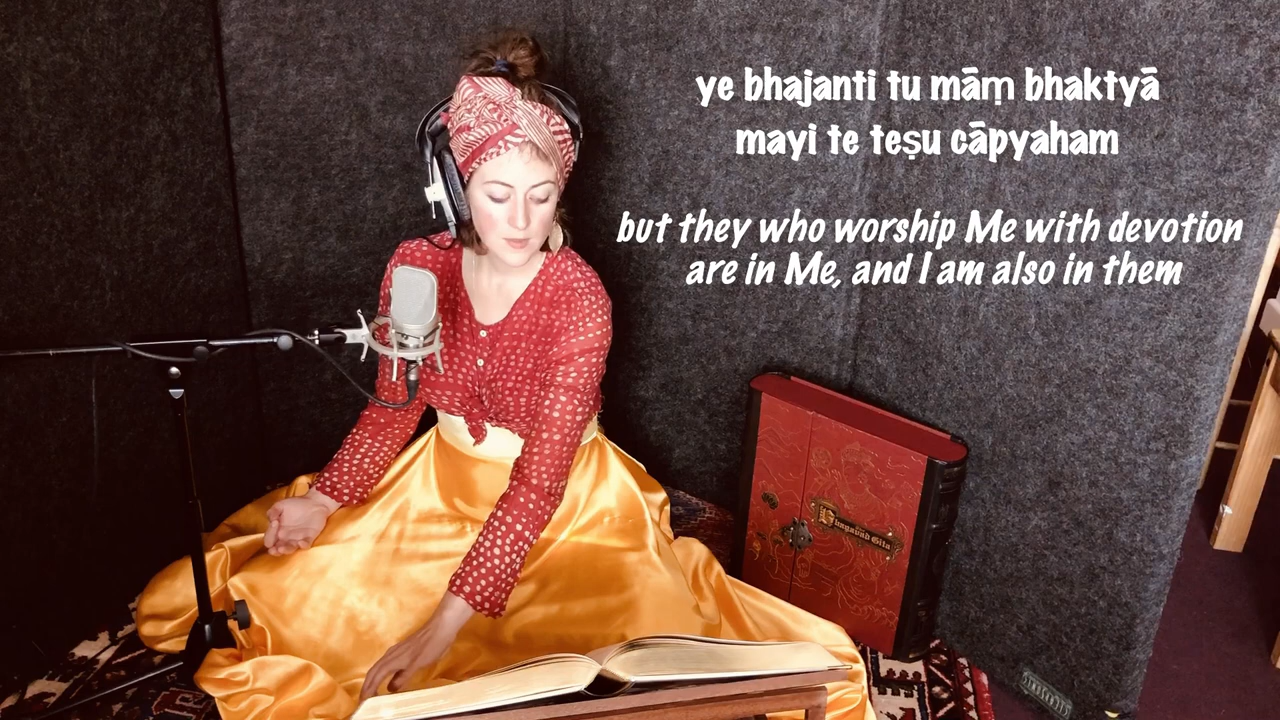 ye bhajanti tu māṃ bhaktyā
mayi te teṣu cāpyaham
but they who worship Me with devotion
are in Me, and I am also in them
Bhagavad Gita